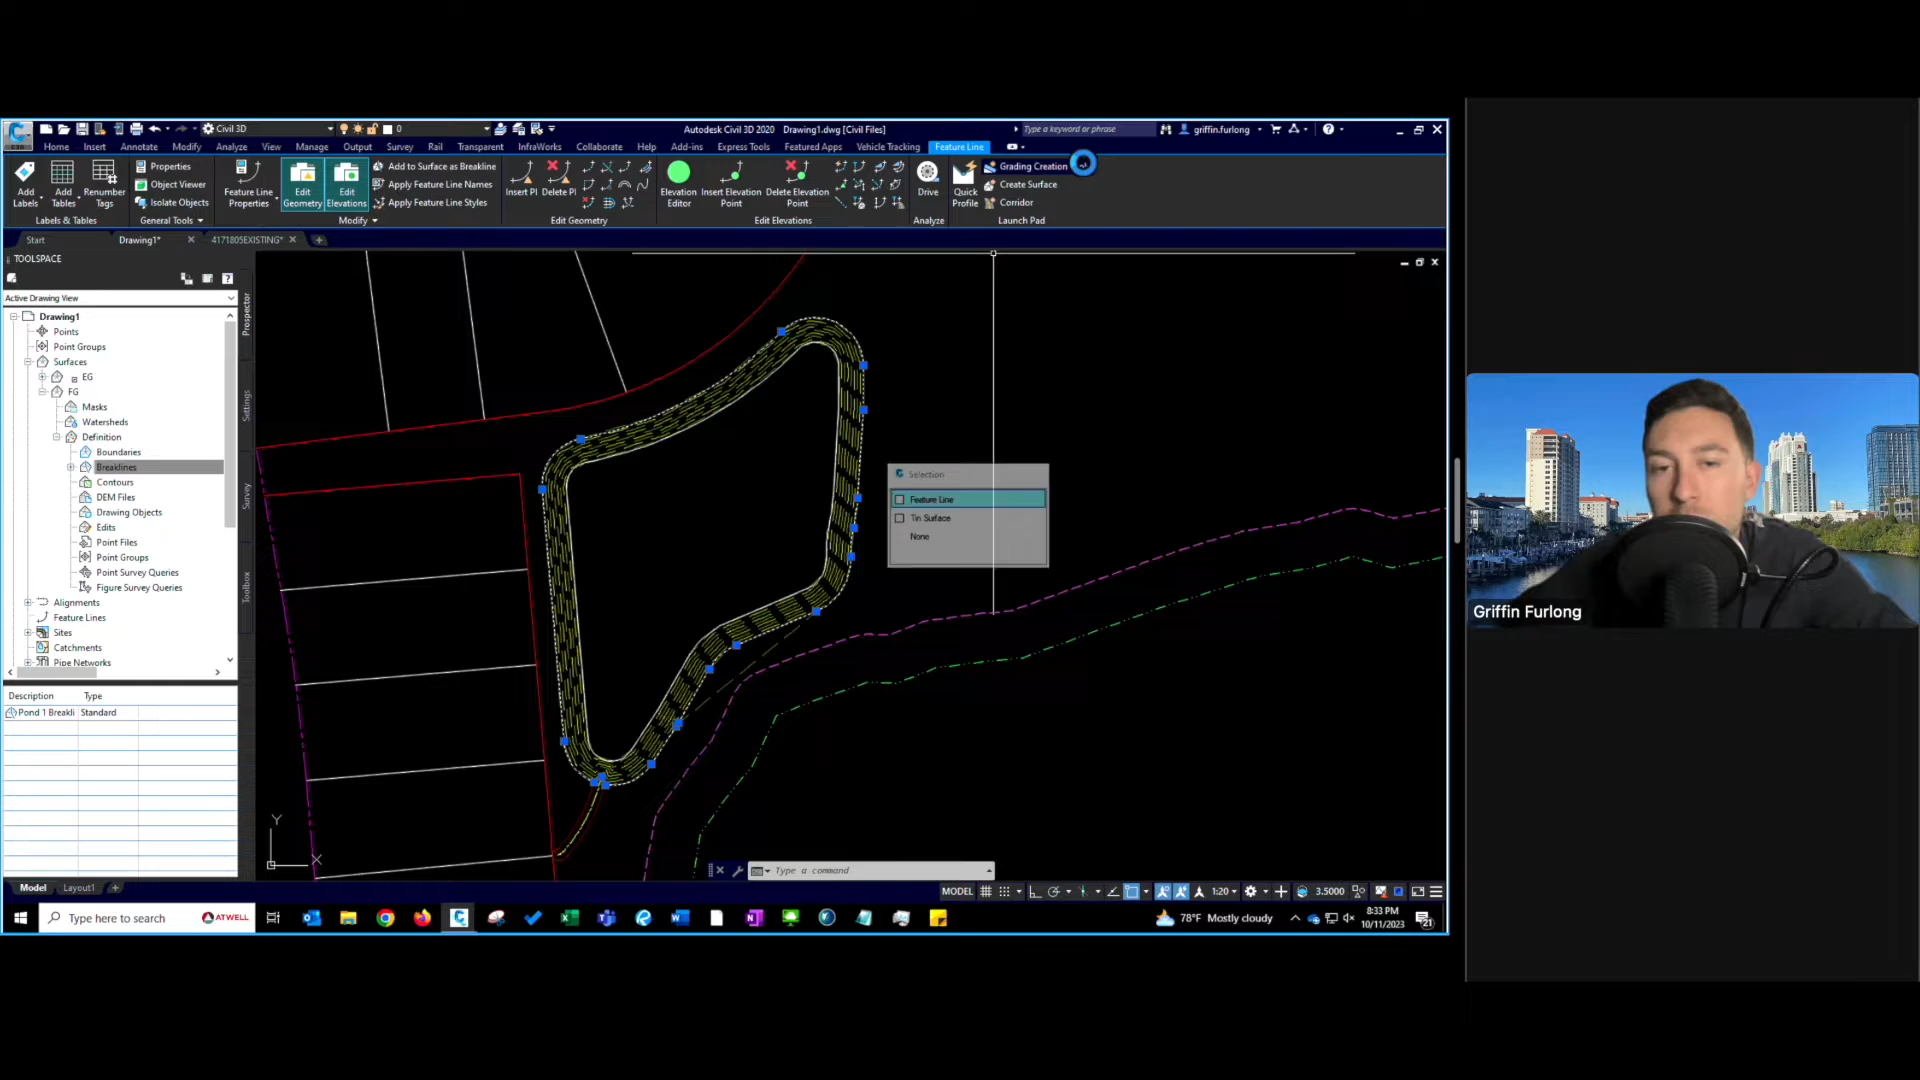 Civil 3D
0
Autodesk Civil 3D 2020 Drawing1.dwg [Civil Files]
Type a keyword or phrase
griffin.furlong
Home Insert Annotate Modify Analyze View Manage Output Survey Rail Transparent InfraWorks Collaborate Help Add-ins Express Tools Featured Apps Vehicle Tracking Feature Line
Add Labels
Add Tables
Renumber Tags
Properties
Object Viewer
Isolate Objects
Feature Line Properties
Edit Geometry
Edit Elevations
Add to Surface as Breakline
Apply Feature Line Names
Apply Feature Line Styles
Insert PI
Delete PI
Elevation Editor
Insert Elevation Point
Delete Elevation Point
Drive
Quick Profile
Grading Creation
Create Surface
Corridor
Labels & Tables
General Tools
Modify
Edit Geometry
Edit Elevations
Analyze
Launch Pad
Start
Drawing1*
4171805EXISTING*
TOOLSPACE
Active Drawing View
Drawing1
Points
Point Groups
Surfaces
EG
FG
Masks
Watersheds
Definition
Boundaries
Breaklines
Contours
DEM Files
Drawing Objects
Edits
Point Files
Point Groups
Point Survey Queries
Figure Survey Queries
Alignments
Feature Lines
Sites
Catchments
Pipe Networks
Prospector
Settings
Survey
Toolbox
Description Type
Pond 1 Breakli Standard
Selection
Feature Line
Tin Surface
None
Y
X
Type a command
Model Layout1
MODEL
1:20
3.5000
Type here to search
ATWELL
78°F Mostly cloudy
8:33 PM
10/11/2023
21
Griffin Furlong